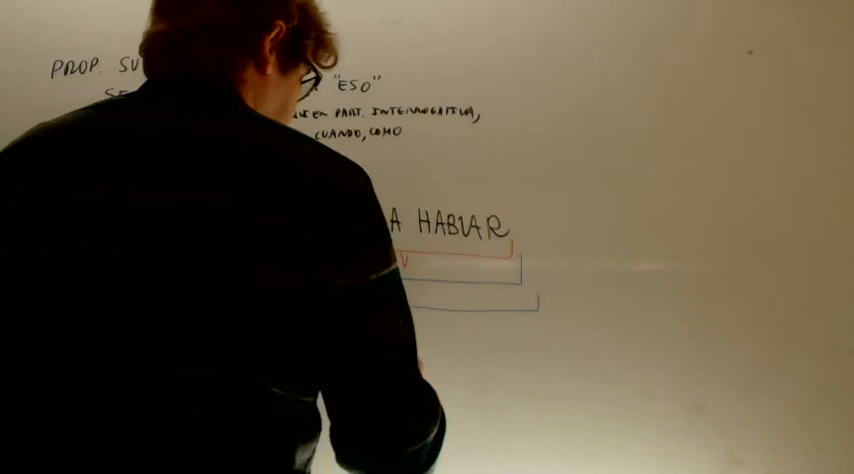 PROP. SU
SE "ESO"
EN PART. INTERROGATIVA,
CUANDO, COMO
A HABLAR
V